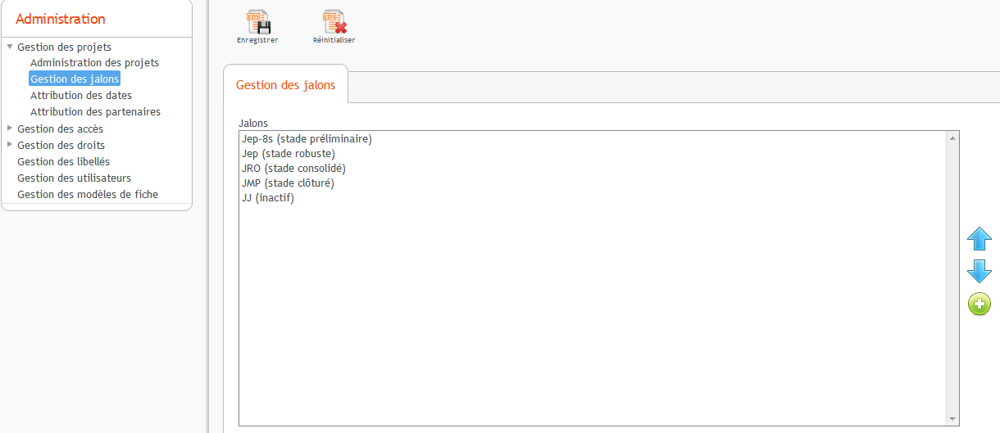 Administration
Gestion des projets
Administration des projets
Gestion des jalons
Attribution des dates
Attribution des partenaires
Gestion des accès
Gestion des droits
Gestion des libellés
Gestion des utilisateurs
Gestion des modèles de fiche
EDS
Enregistrer
EDS
Réinitialiser
Gestion des jalons
Jalons
Jep-8s (stade préliminaire)
Jep (stade robuste)
JRO (stade consolidé)
JMP (stade clôturé)
JJ (inactif)